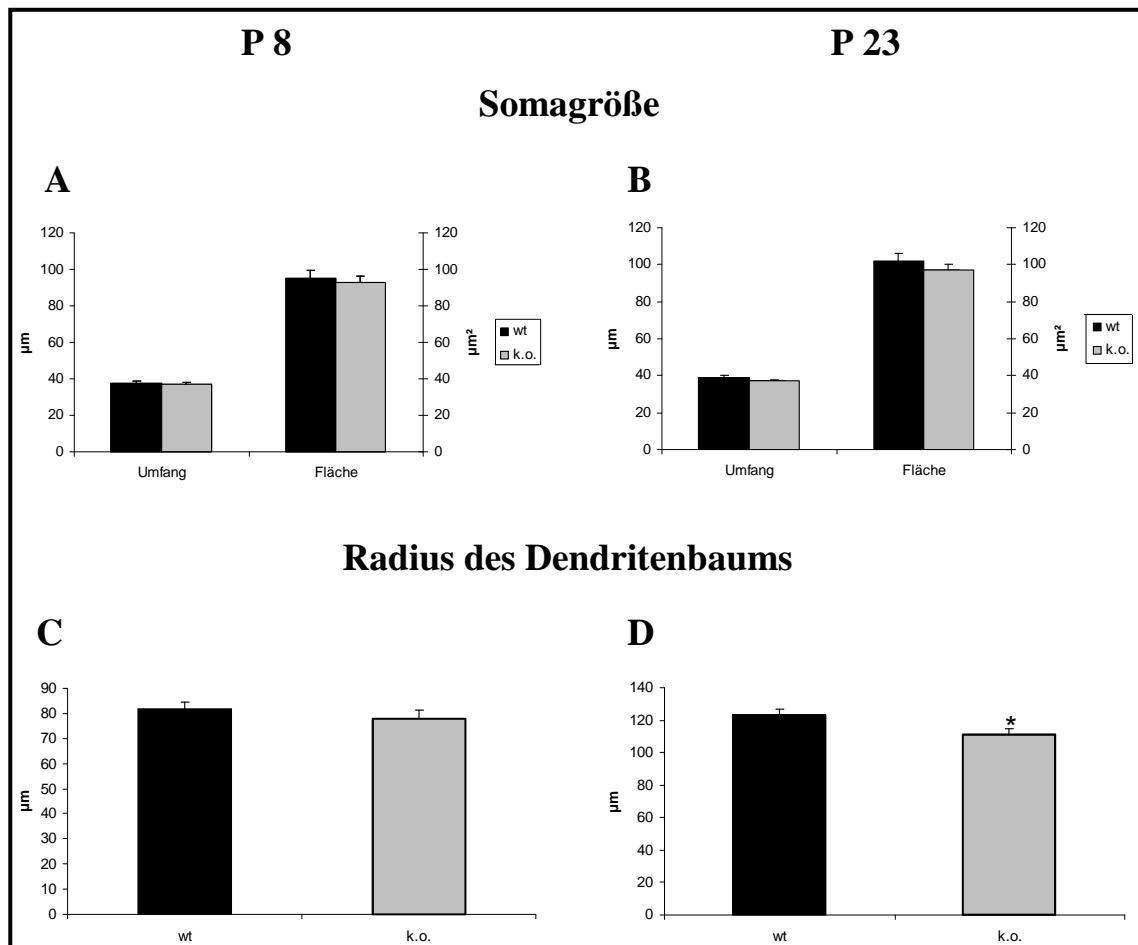 P 8 P 23
Somagröße
A B
120 120 120 120
100 100 100 100
80 80 80 80
60 60 60 60
40 40 40 40
20 20 20 20
0 0 0 0
µm µm² µm µm²
wt wt
k.o. k.o.
Umfang Fläche Umfang Fläche
Radius des Dendritenbaums
C D
90
80
70
60
50
40
30
20
10
0
µm
wt k.o.
140
120
100
80
60
40
20
0
µm
*
wt k.o.